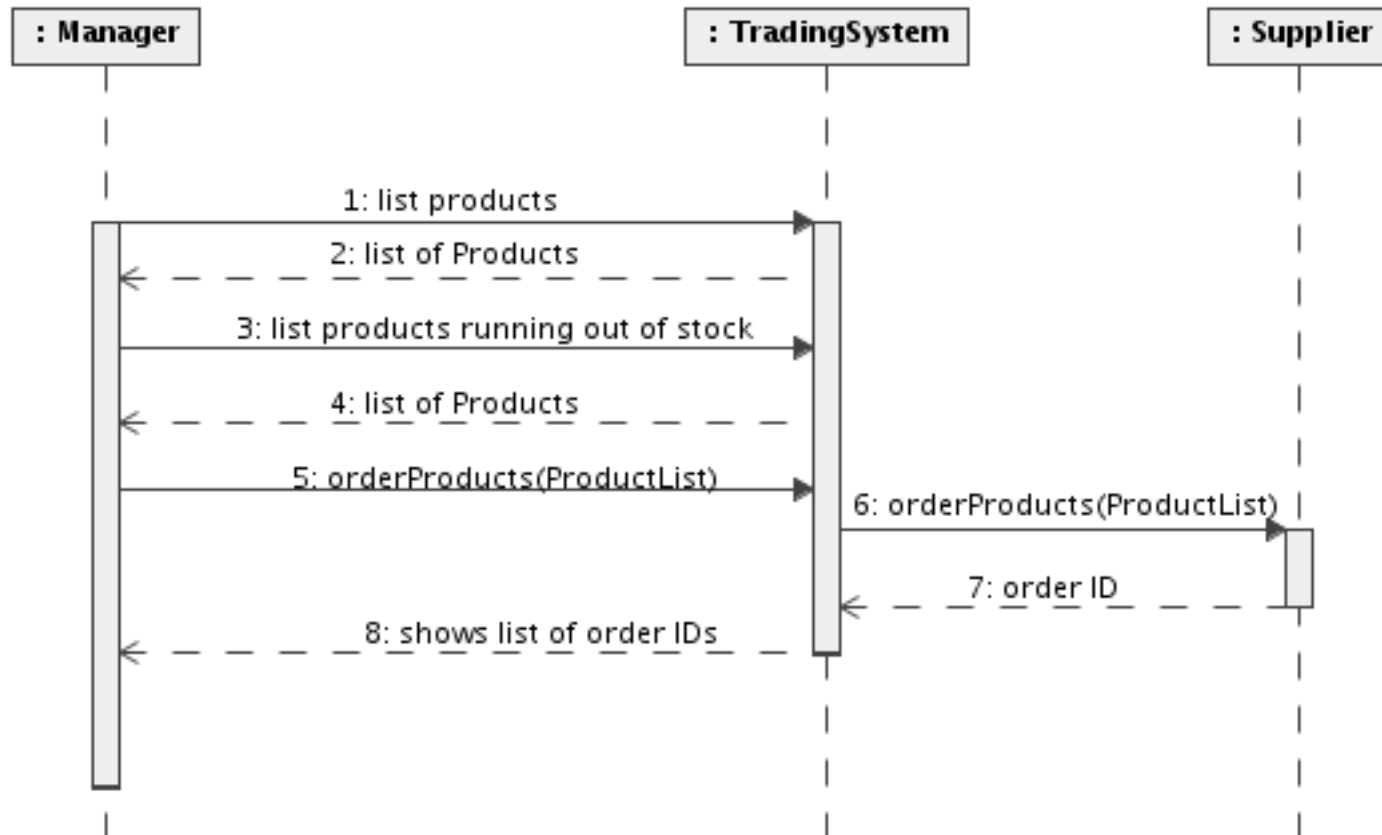 : Manager
: TradingSystem
: Supplier
1: list products
2: list of Products
3: list products running out of stock
4: list of Products
5: orderProducts(ProductList)
6: orderProducts(ProductList)
7: order ID
8: shows list of order IDs